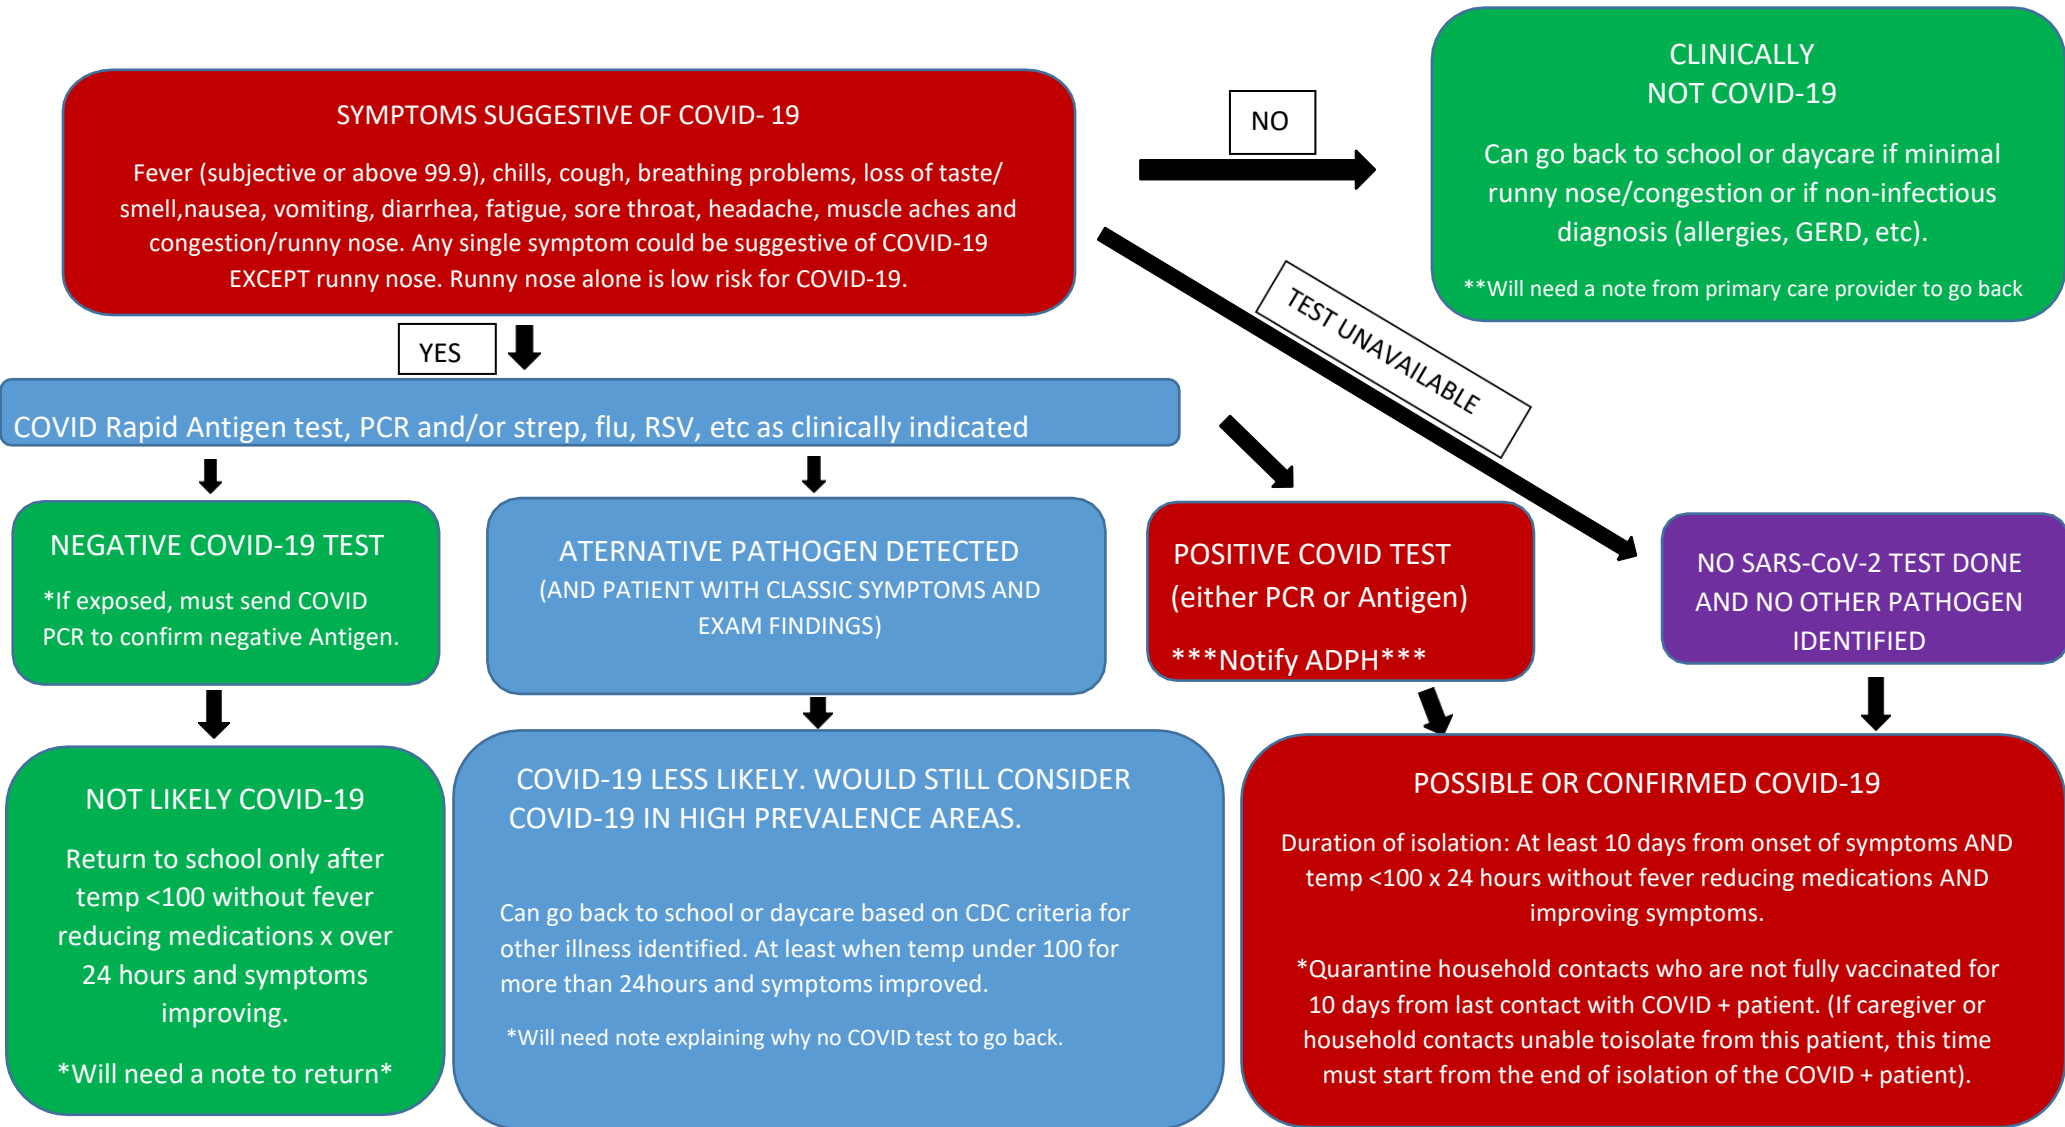 SYMPTOMS SUGGESTIVE OF COVID- 19
Fever (subjective or above 99.9), chills, cough, breathing problems, loss of taste/
smell,nausea, vomiting, diarrhea, fatigue, sore throat, headache, muscle aches and
congestion/runny nose. Any single symptom could be suggestive of COVID-19
EXCEPT runny nose. Runny nose alone is low risk for COVID-19.
NO
CLINICALLY
NOT COVID-19
Can go back to school or daycare if minimal
runny nose/congestion or if non-infectious
diagnosis (allergies, GERD, etc).
**Will need a note from primary care provider to go back
YES
TEST UNAVAILABLE
COVID Rapid Antigen test, PCR and/or strep, flu, RSV, etc as clinically indicated
NEGATIVE COVID-19 TEST
*If exposed, must send COVID
PCR to confirm negative Antigen.
ATERNATIVE PATHOGEN DETECTED
(AND PATIENT WITH CLASSIC SYMPTOMS AND
EXAM FINDINGS)
POSITIVE COVID TEST
(either PCR or Antigen)
***Notify ADPH***
NO SARS-CoV-2 TEST DONE
AND NO OTHER PATHOGEN
IDENTIFIED
NOT LIKELY COVID-19
Return to school only after
temp <100 without fever
reducing medications x over
24 hours and symptoms
improving.
*Will need a note to return*
COVID-19 LESS LIKELY. WOULD STILL CONSIDER
COVID-19 IN HIGH PREVALENCE AREAS.
Can go back to school or daycare based on CDC criteria for
other illness identified. At least when temp under 100 for
more than 24hours and symptoms improved.
*Will need note explaining why no COVID test to go back.
POSSIBLE OR CONFIRMED COVID-19
Duration of isolation: At least 10 days from onset of symptoms AND
temp <100 x 24 hours without fever reducing medications AND
improving symptoms.
*Quarantine household contacts who are not fully vaccinated for
10 days from last contact with COVID + patient. (If caregiver or
household contacts unable toisolate from this patient, this time
must start from the end of isolation of the COVID + patient).